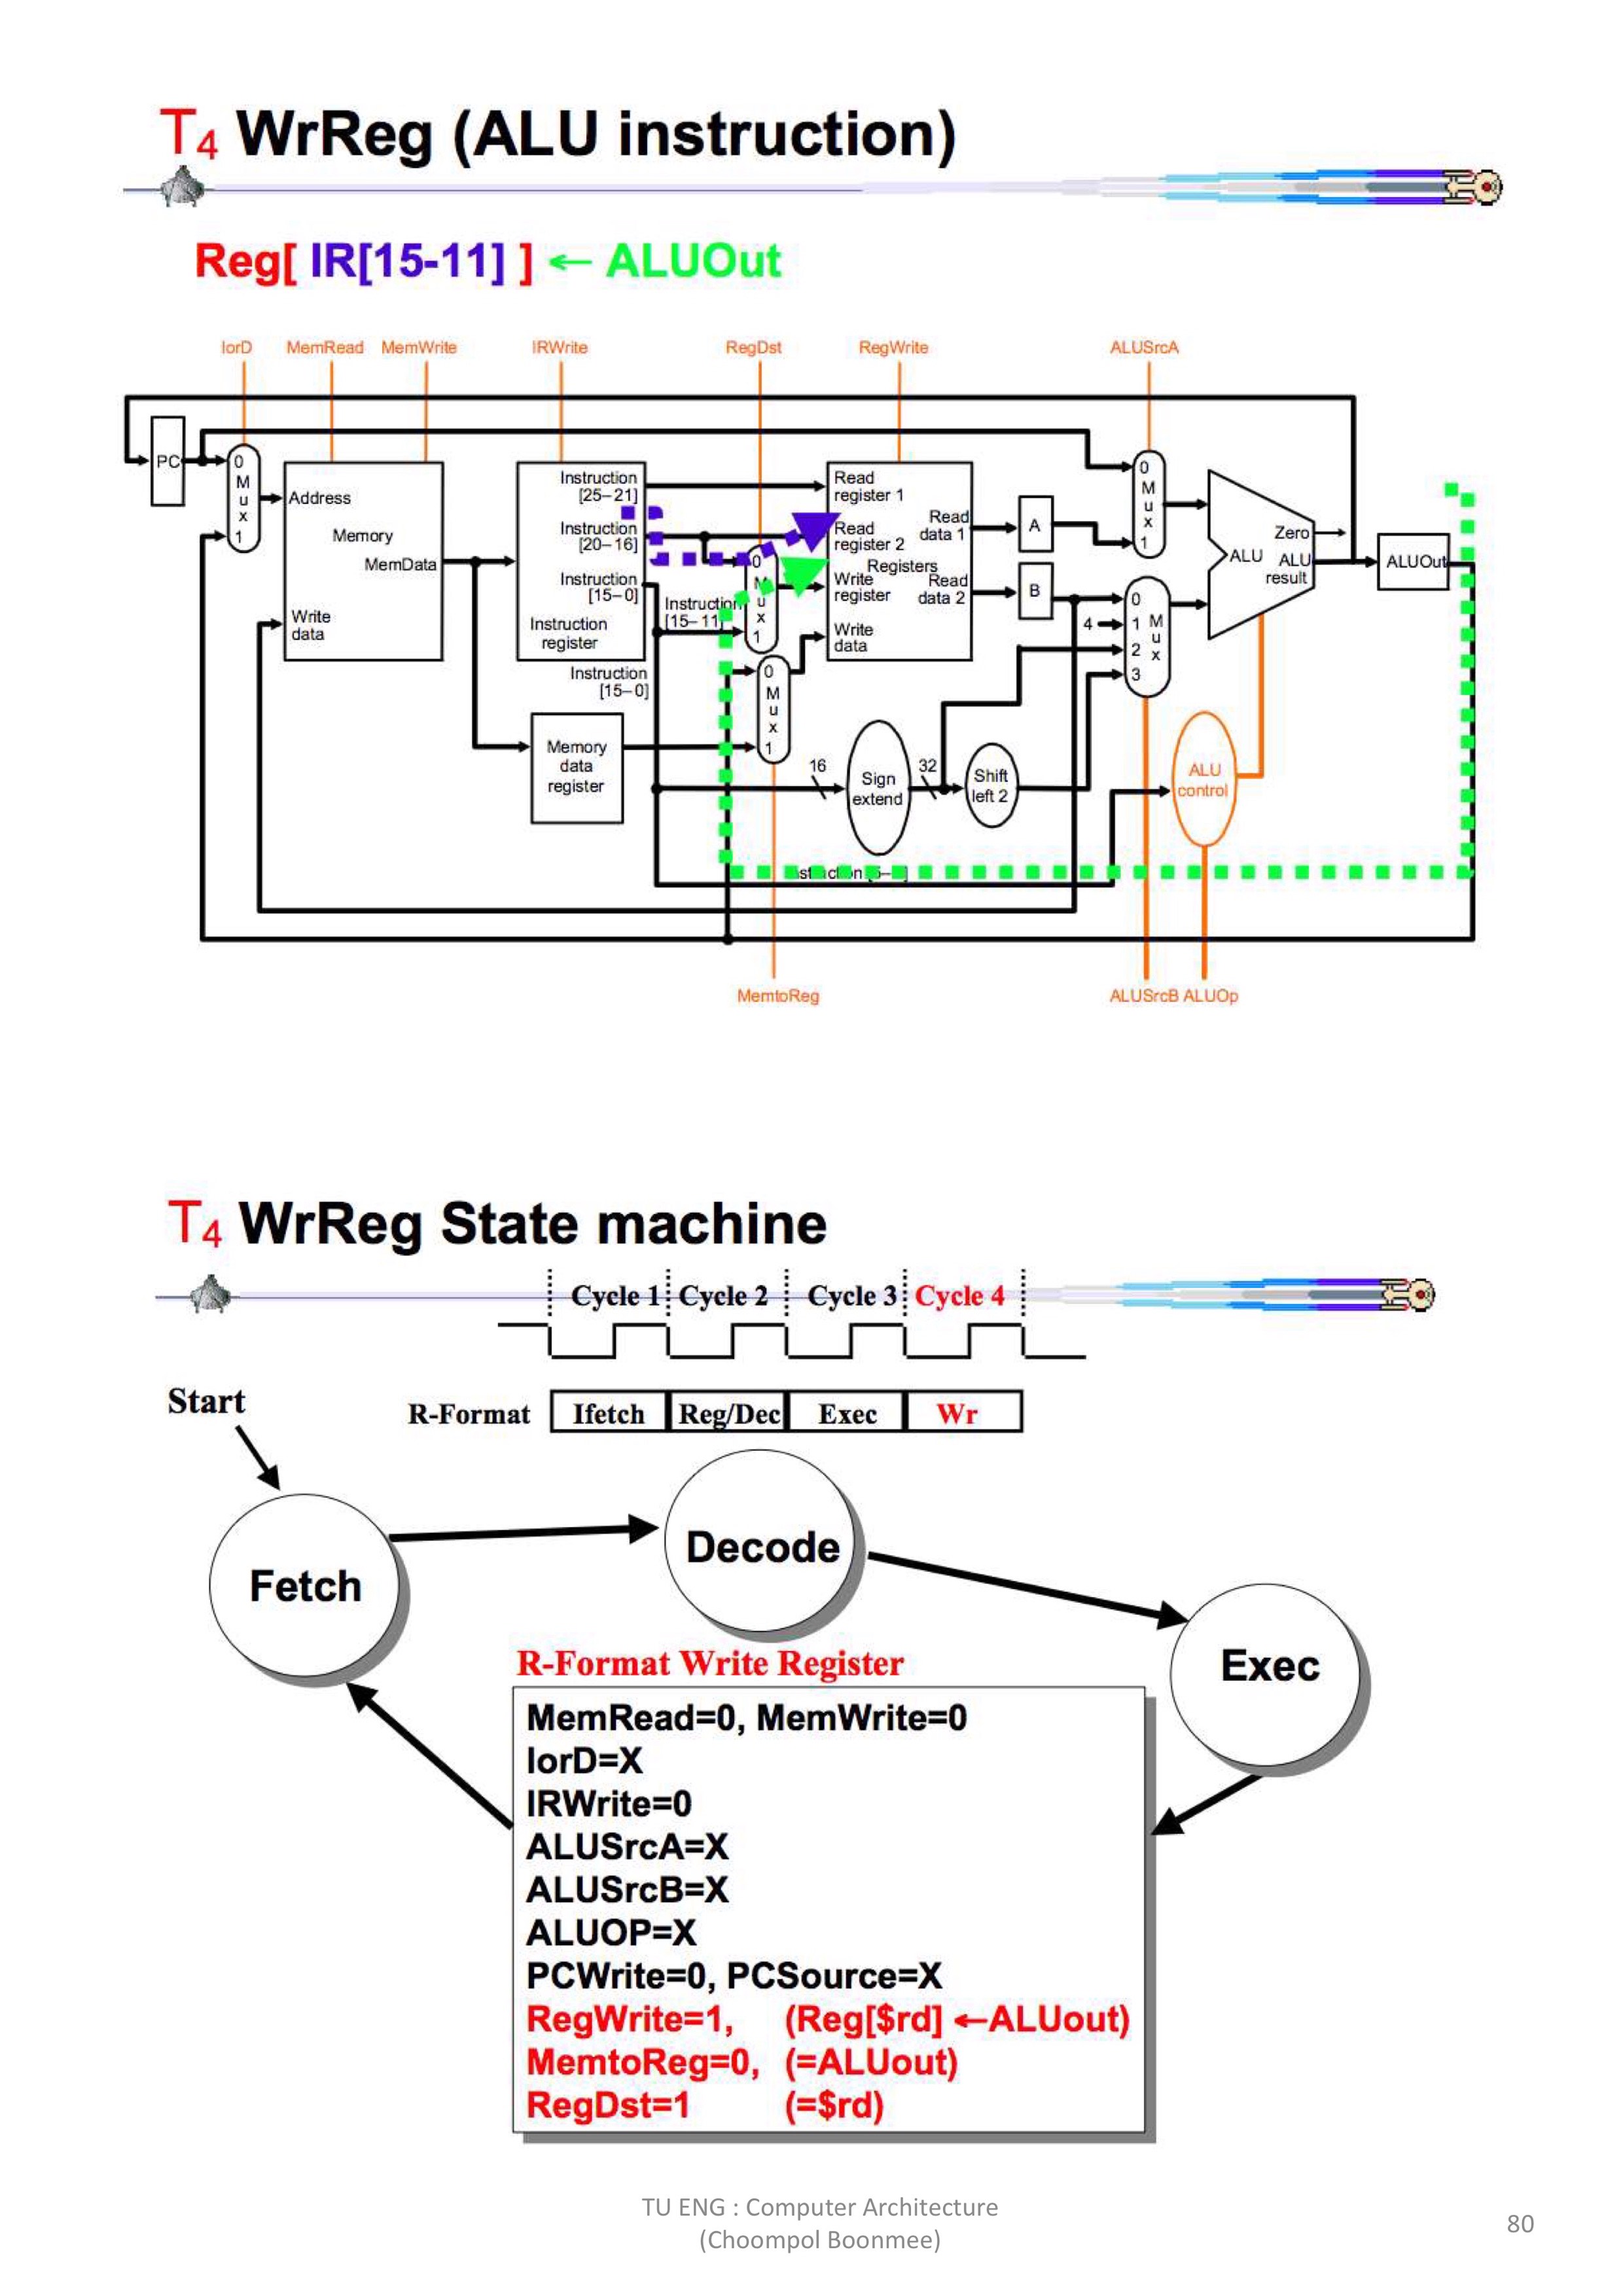 T4 WrReg (ALU instruction)
Reg[ IR[15-11] ] ← ALUOut
IorD MemRead MemWrite IRWrite RegDst RegWrite ALUSrcA
PC
0
M
u
x
1
Address
Memory
MemData
Write
data
Instruction
[25–21]
Instruction
[20–16]
Instruction
[15–0]
Instruction
register
Instruction
[15–0]
Memory
data
register
Instruction
[15–11]
0
M
u
x
1
0
M
u
x
1
Read
register 1
Read
register 2
Registers
Write
register
Write
data
Read
data 1
Read
data 2
16
Sign
extend
32
Shift
left 2
A
B
4
0
M
u
x
1
0
1 M
u
2 x
3
Zero
ALU ALU
result
ALUOut
ALU
control
MemtoReg
ALUSrcB ALUOp
T4 WrReg State machine
Cycle 1 Cycle 2 Cycle 3 Cycle 4
Start
R-Format Ifetch Reg/Dec Exec Wr
Fetch
Decode
Exec
R-Format Write Register
MemRead=0, MemWrite=0
IorD=X
IRWrite=0
ALUSrcA=X
ALUSrcB=X
ALUOP=X
PCWrite=0, PCSource=X
RegWrite=1, (Reg[$rd] ←ALUout)
MemtoReg=0, (=ALUout)
RegDst=1 (=$rd)
TU ENG : Computer Architecture
(Choompol Boonmee)
80